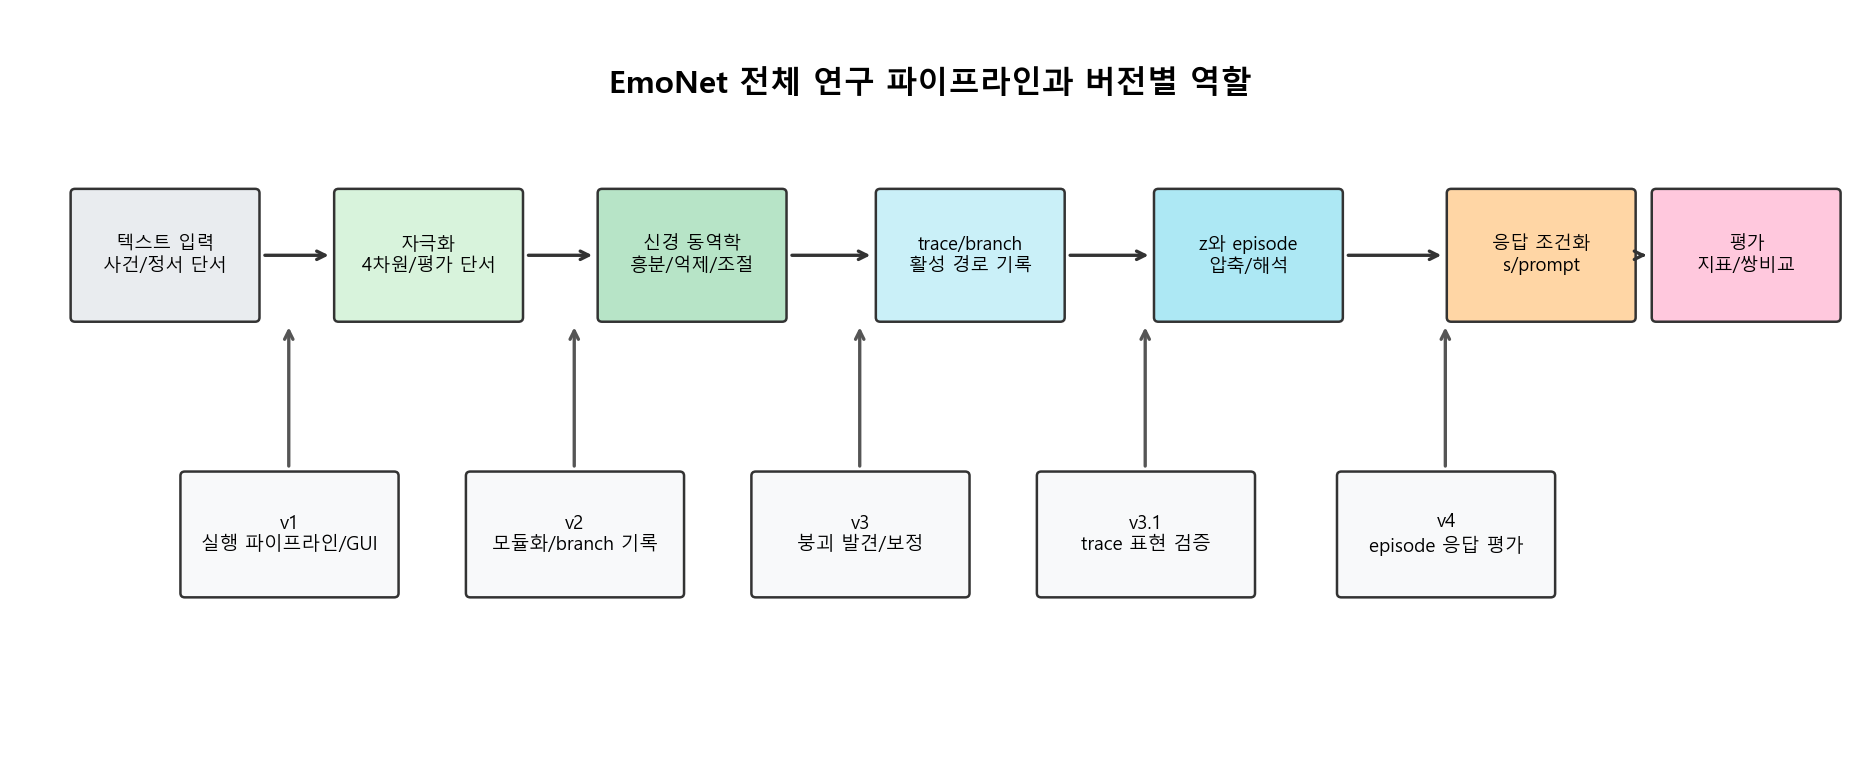 EmoNet 전체 연구 파이프라인과 버전별 역할
텍스트 입력
사건/정서 단서
자극화
4차원/평가 단서
신경 동역학
흥분/억제/조절
trace/branch
활성 경로 기록
z와 episode
압축/해석
응답 조건화
s/prompt
평가
지표/쌍비교
v1
실행 파이프라인/GUI
v2
모듈화/branch 기록
v3
붕괴 발견/보정
v3.1
trace 표현 검증
v4
episode 응답 평가